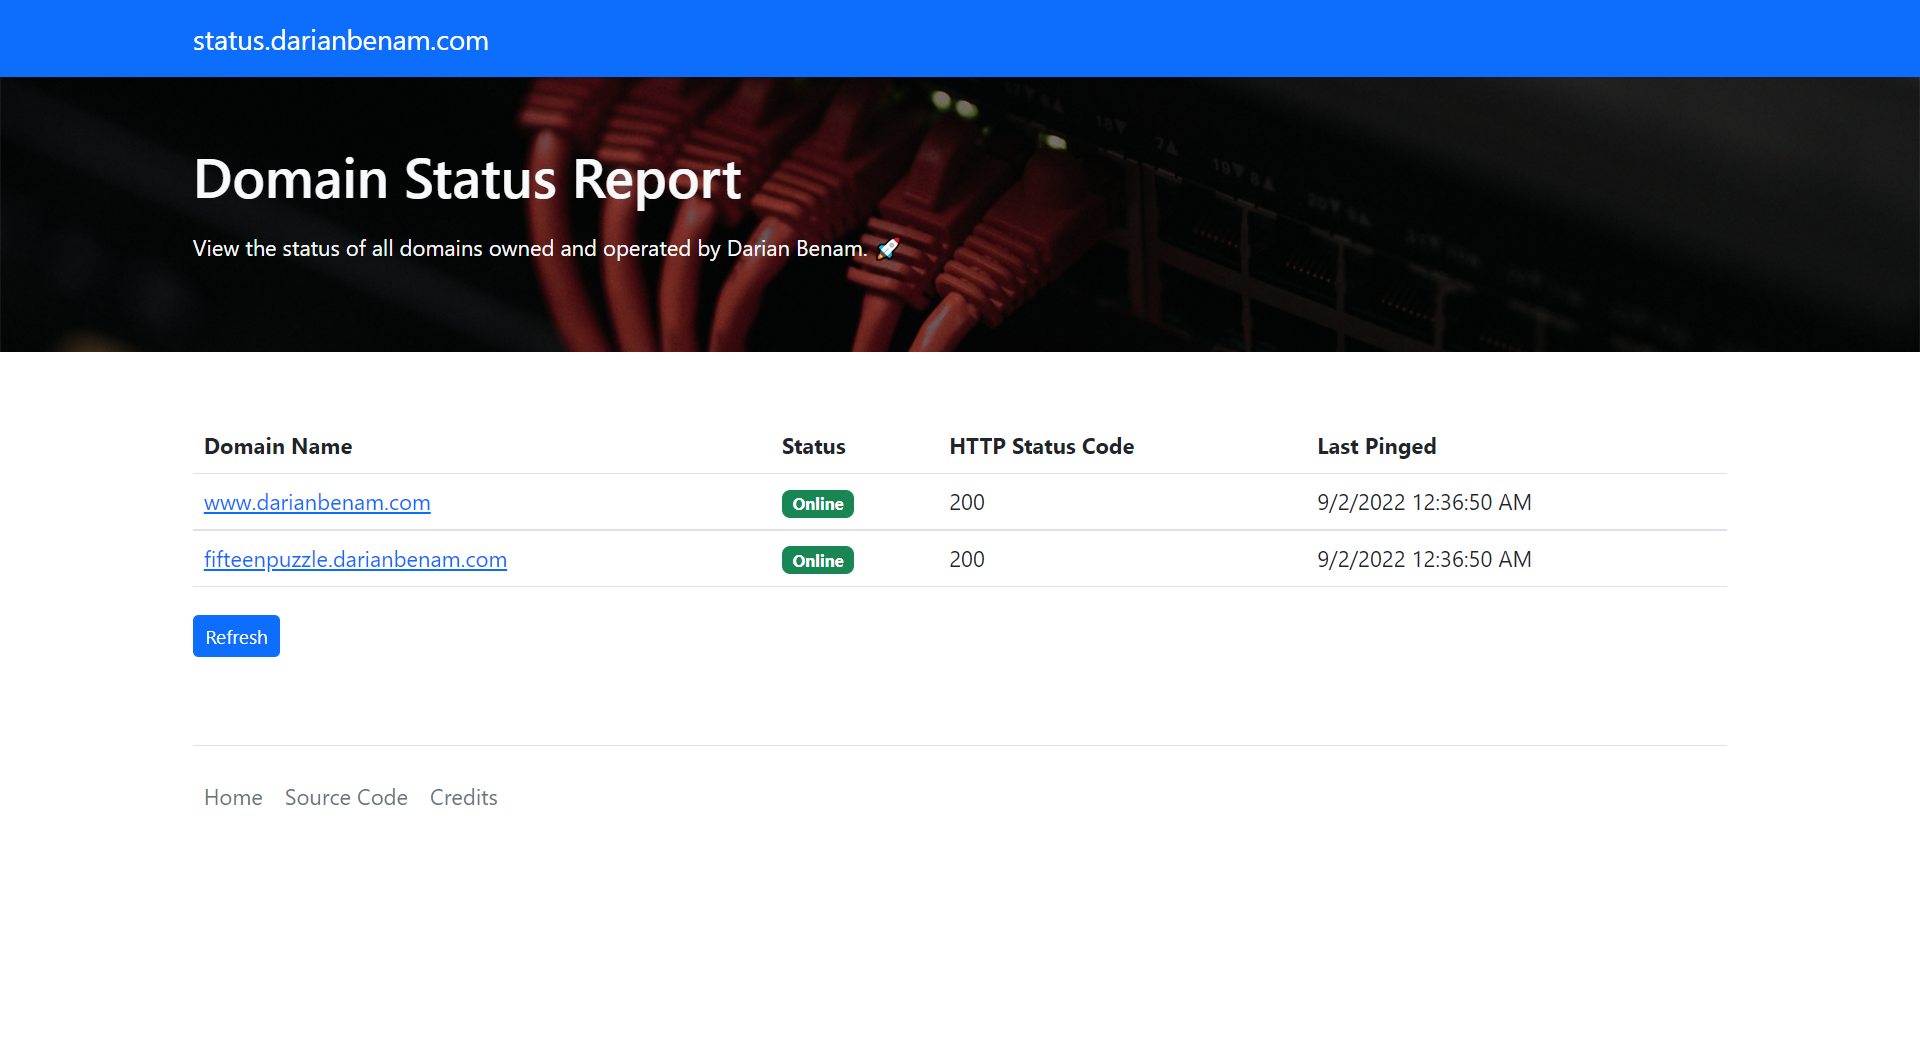 status.darianbenam.com
Domain Status Report
View the status of all domains owned and operated by Darian Benam. 🚀
Domain Name Status HTTP Status Code Last Pinged
www.darianbenam.com Online 200 9/2/2022 12:36:50 AM
fifteenpuzzle.darianbenam.com Online 200 9/2/2022 12:36:50 AM
Refresh
Home Source Code Credits